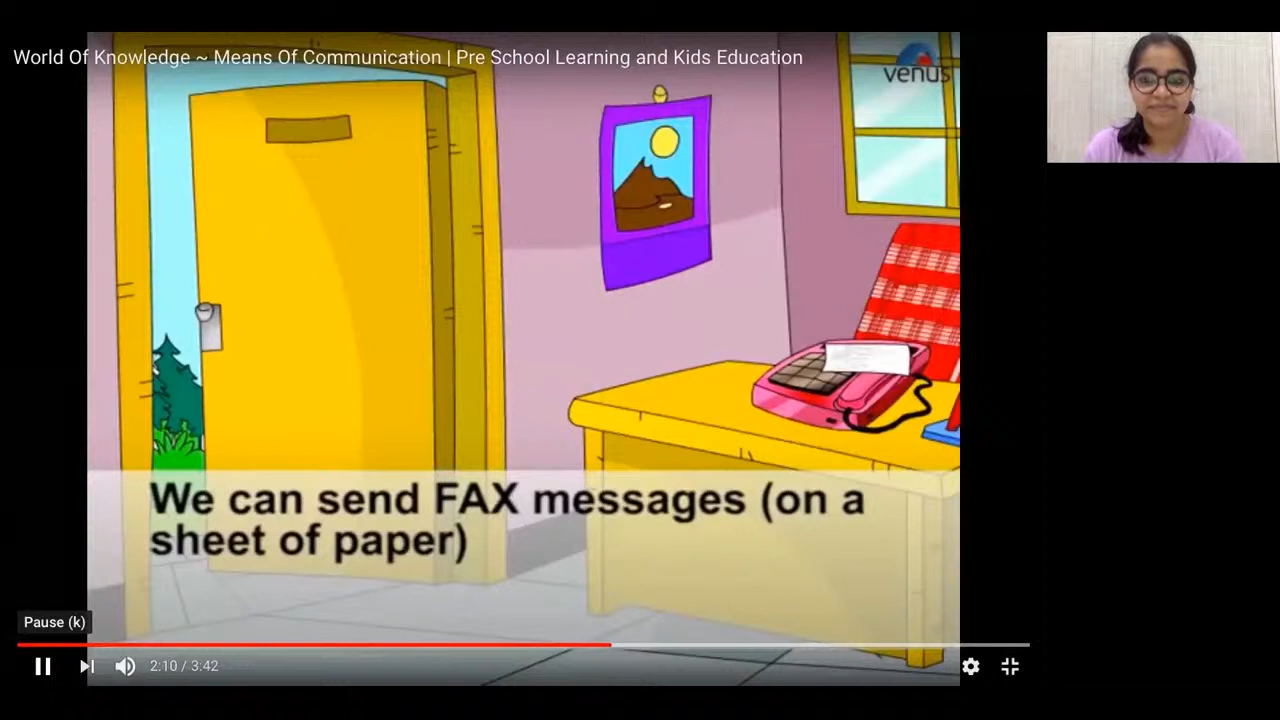 World Of Knowledge ~ Means Of Communication | Pre School Learning and Kids Education
venus
We can send FAX messages (on a
sheet of paper)
Pause (k)
2:10 / 3:42